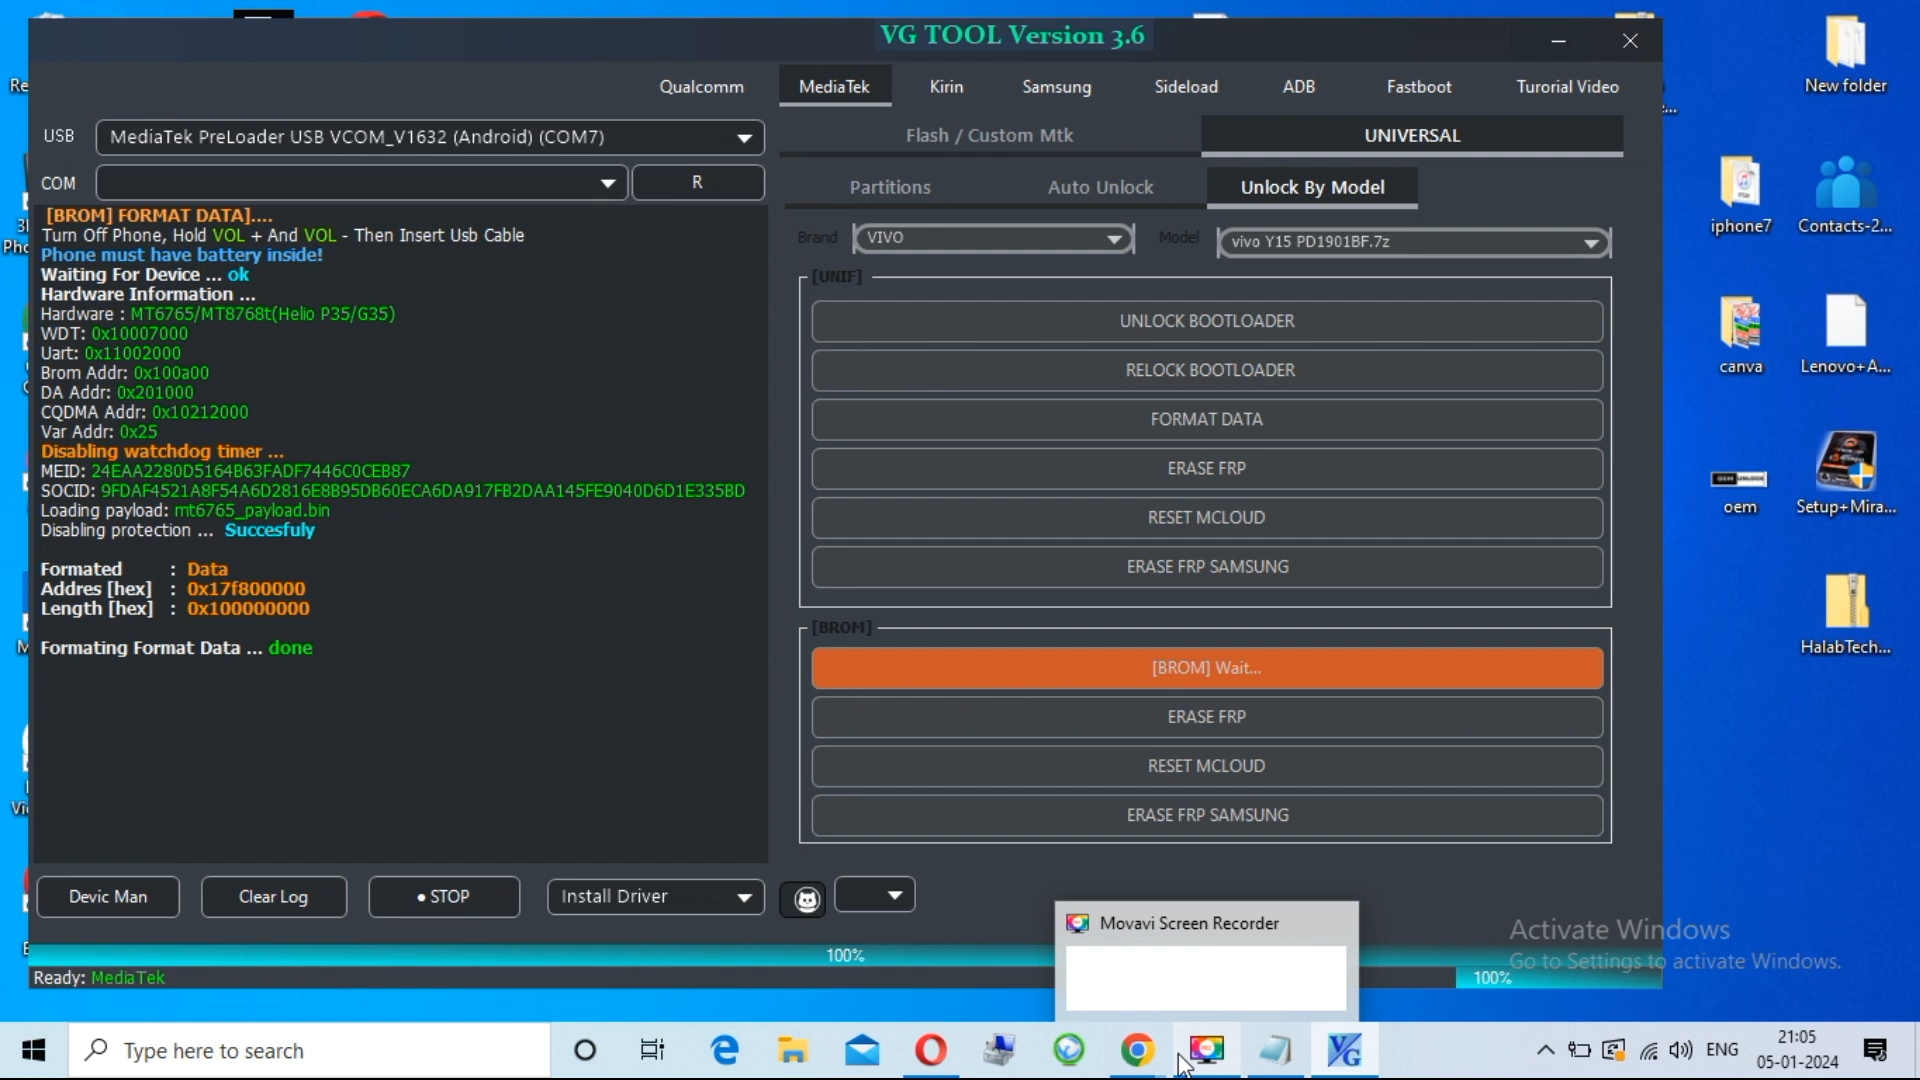 VG TOOL Version 3.6
Qualcomm
MediaTek
Kirin
Samsung
Sideload
ADB
Fastboot
Turorial Video
USB
MediaTek PreLoader USB VCOM_V1632 (Android) (COM7)
Flash / Custom Mtk
UNIVERSAL
COM
R
Partitions
Auto Unlock
Unlock By Model
Brand
VIVO
Model
vivo Y15 PD1901BF.7z
[BROM] FORMAT DATA]....
Turn Off Phone, Hold VOL + And VOL - Then Insert Usb Cable
Phone must have battery inside!
Waiting For Device ... ok
Hardware Information ...
Hardware : MT6765/MT8768t(Helio P35/G35)
WDT: 0x10007000
Uart: 0x11002000
Brom Addr: 0x100a00
DA Addr: 0x201000
CQDMA Addr: 0x10212000
Var Addr: 0x25
Disabling watchdog timer ...
MEID: 24EAA2280D5164B63FADF7446C0CEB87
SOCID: 9FDAF4521A8F54A6D2816E8B95DB60ECA6DA917FB2DAA145FE9040D6D1E335BD
Loading payload: mt6765_payload.bin
Disabling protection ... Succesfuly
Formated : Data
Addres [hex] : 0x17f800000
Length [hex] : 0x100000000
Formating Format Data ... done
[UNIF]
UNLOCK BOOTLOADER
RELOCK BOOTLOADER
FORMAT DATA
ERASE FRP
RESET MCLOUD
ERASE FRP SAMSUNG
[BROM]
[BROM] Wait...
ERASE FRP
RESET MCLOUD
ERASE FRP SAMSUNG
Devic Man
Clear Log
● STOP
Install Driver
100%
Ready: MediaTek
100%
Movavi Screen Recorder
Activate Windows
Go to Settings to activate Windows.
New folder
iphone7
Contacts-2...
canva
Lenovo+A...
oem
Setup+Mira...
HalabTech...
Type here to search
ENG
21:05
05-01-2024